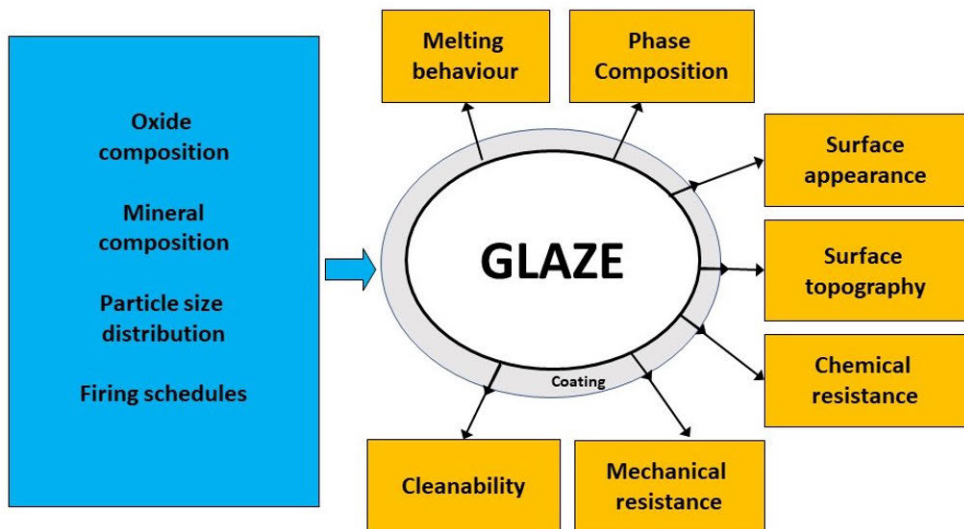 Oxide
composition
Mineral
composition
Particle size
distribution
Firing schedules
Melting
behaviour
Phase
Composition
Surface
appearance
GLAZE
Surface
topography
Coating
Chemical
resistance
Cleanability
Mechanical
resistance